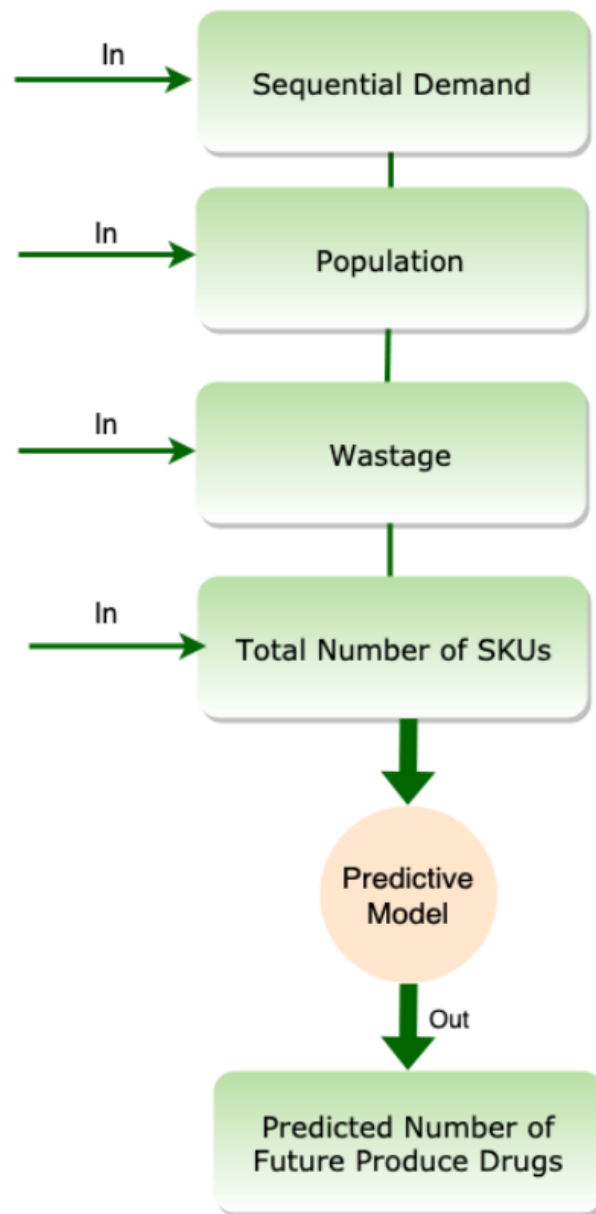 In
Sequential Demand
In
Population
In
Wastage
In
Total Number of SKUs
Predictive
Model
Out
Predicted Number of
Future Produce Drugs